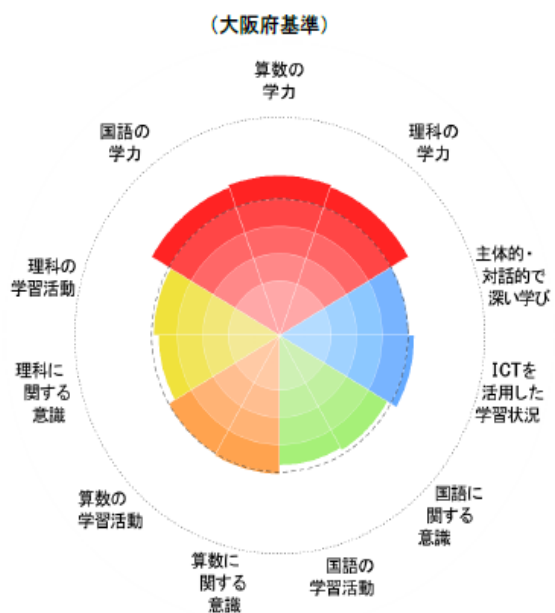 （大阪府基準）
算数の
学力
理科の
学力
主体的・
対話的で
深い学び
ICTを
活用した
学習状況
国語に
関する
意識
国語の
学習活動
算数に
関する
意識
算数の
学習活動
理科に
関する
意識
理科の
学習活動
国語の
学力